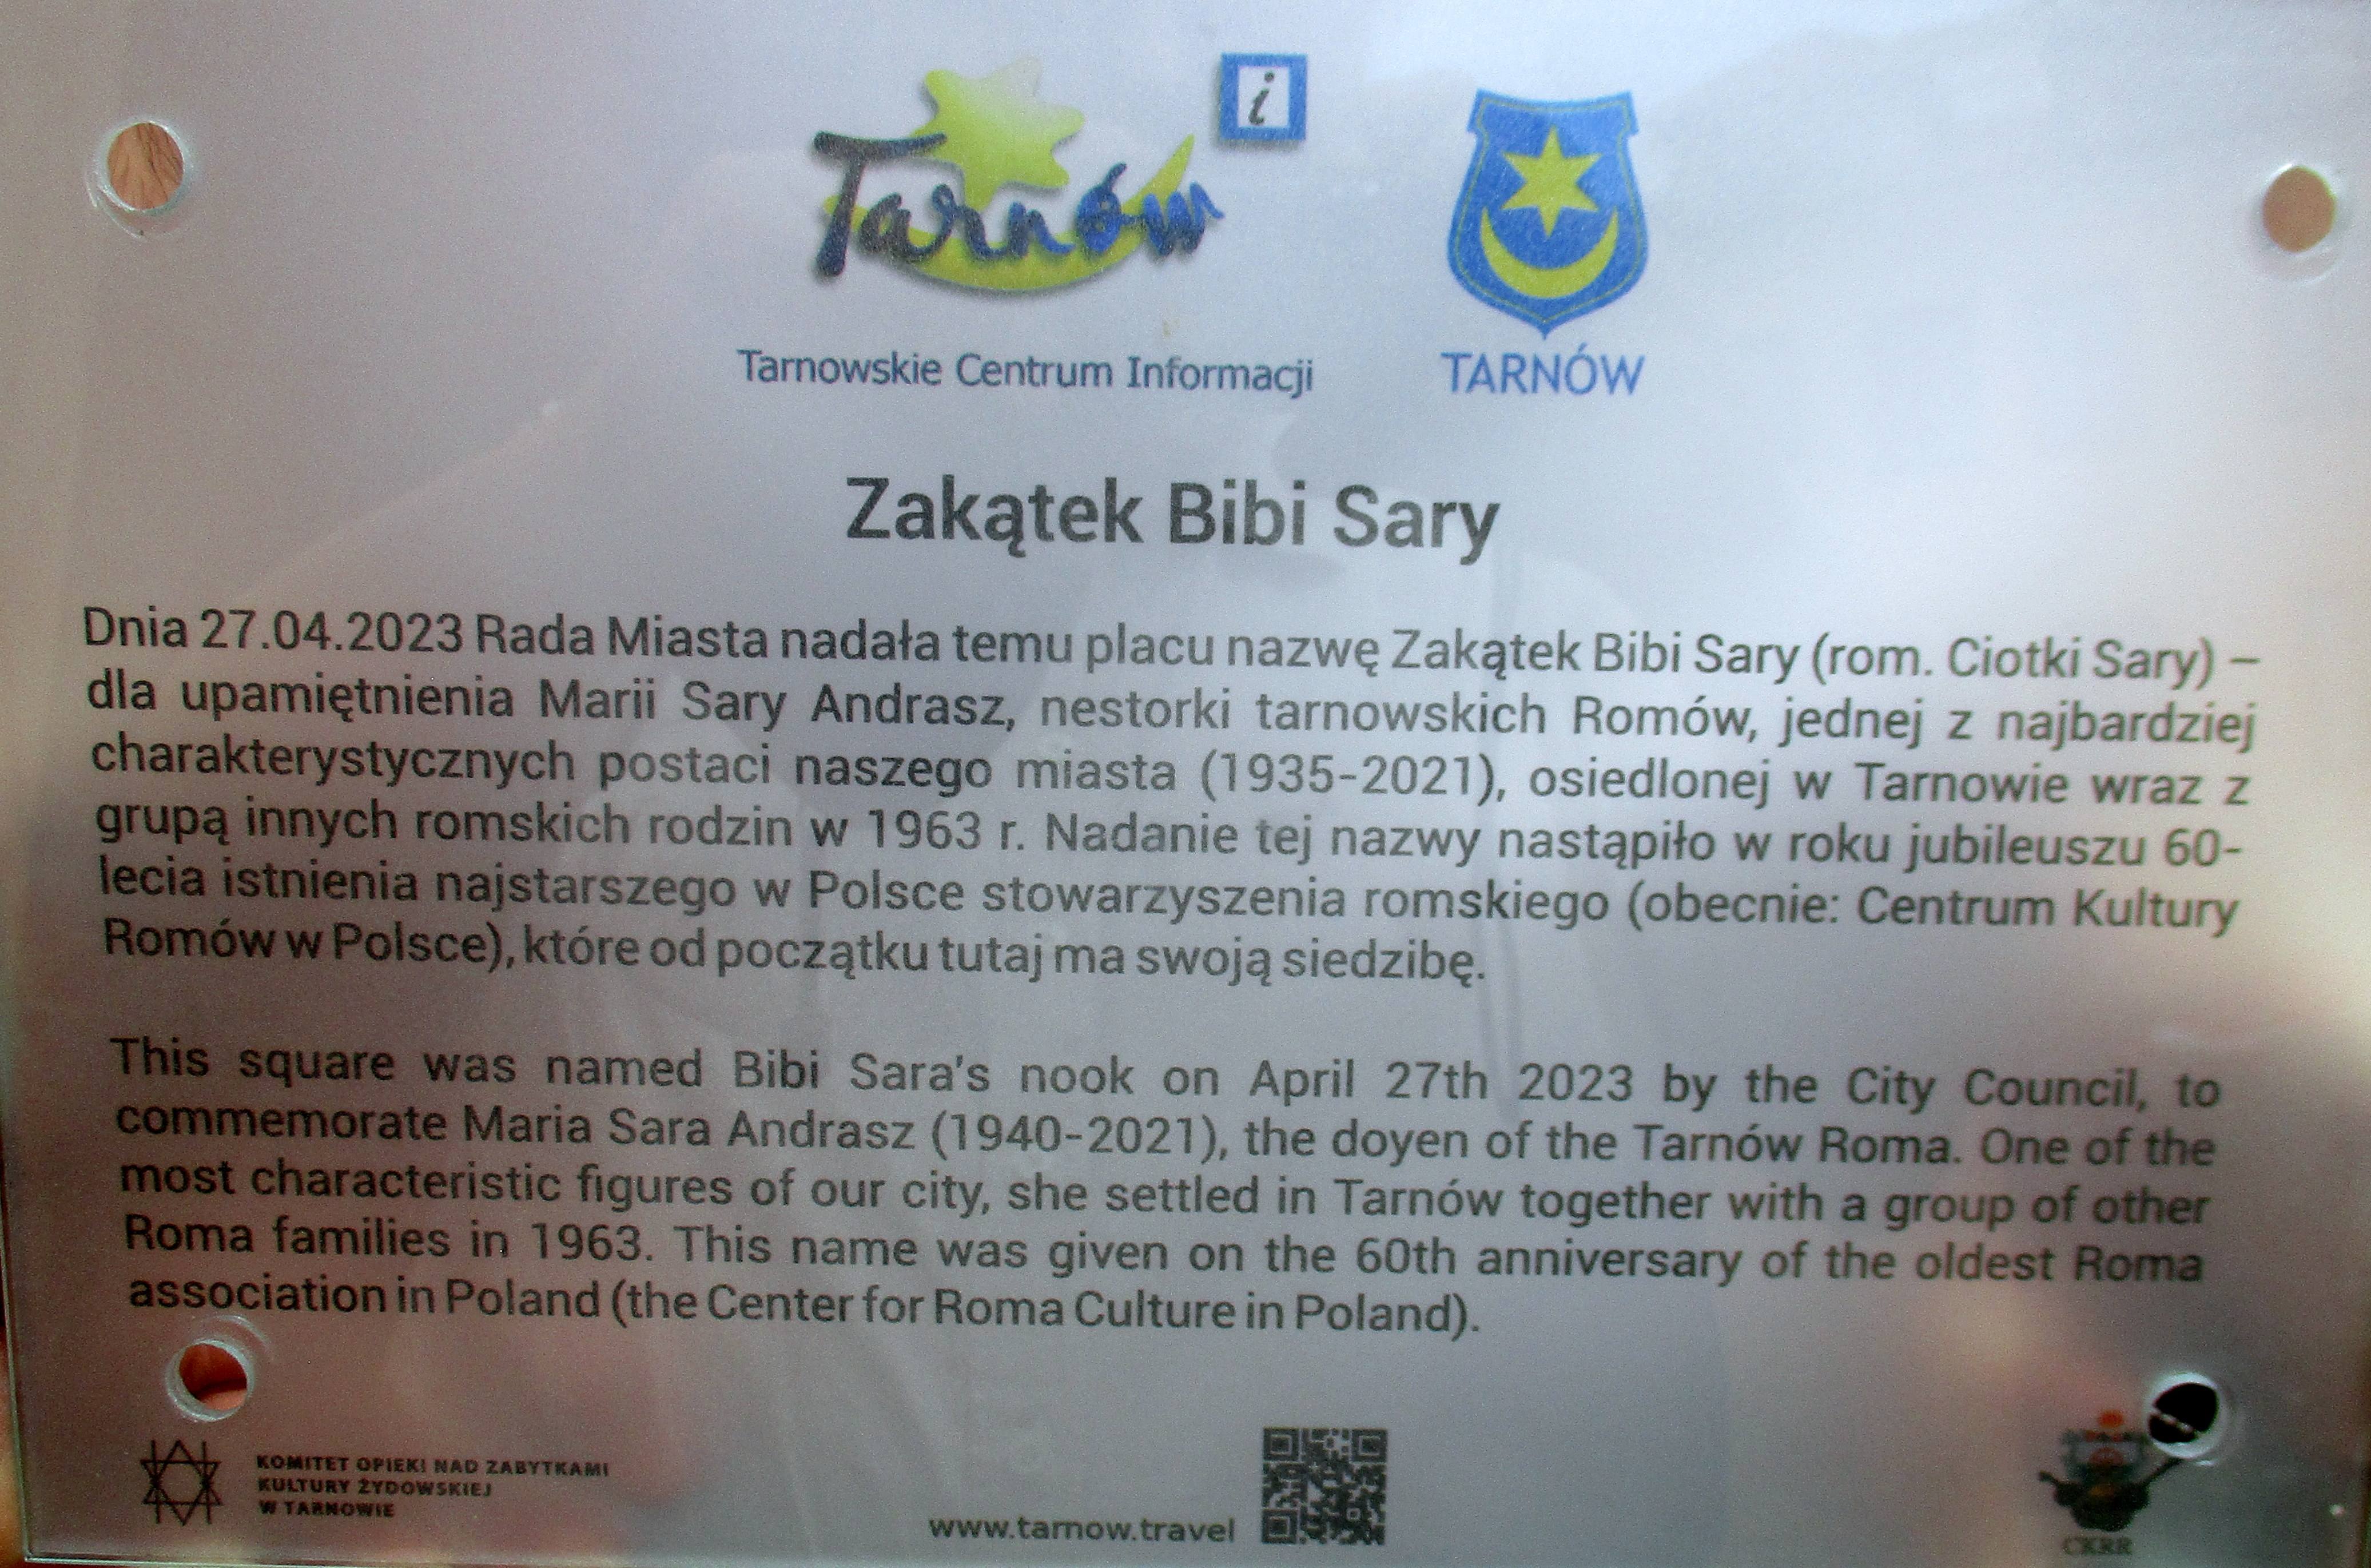 Tarnów
i
Tarnowskie Centrum Informacji
TARNÓW
Zakątek Bibi Sary
Dnia 27.04.2023 Rada Miasta nadała temu placu nazwę Zakątek Bibi Sary (rom. Ciotki Sary) –
dla upamiętnienia Marii Sary Andrasz, nestorki tarnowskich Romów, jednej z najbardziej
charakterystycznych postaci naszego miasta (1935-2021), osiedlonej w Tarnowie wraz z
grupą innych romskich rodzin w 1963 r. Nadanie tej nazwy nastąpiło w roku jubileuszu 60-
lecia istnienia najstarszego w Polsce stowarzyszenia romskiego (obecnie: Centrum Kultury
Romów w Polsce), które od początku tutaj ma swoją siedzibę.
This square was named Bibi Sara's nook on April 27th 2023 by the City Council, to
commemorate Maria Sara Andrasz (1940-2021), the doyen of the Tarnów Roma. One of the
most characteristic figures of our city, she settled in Tarnów together with a group of other
Roma families in 1963. This name was given on the 60th anniversary of the oldest Roma
association in Poland (the Center for Roma Culture in Poland).
KOMITET OPIEKI NAD ZABYTKAMI
KULTURY ŻYDOWSKIEJ
W TARNOWIE
www.tarnow.travel